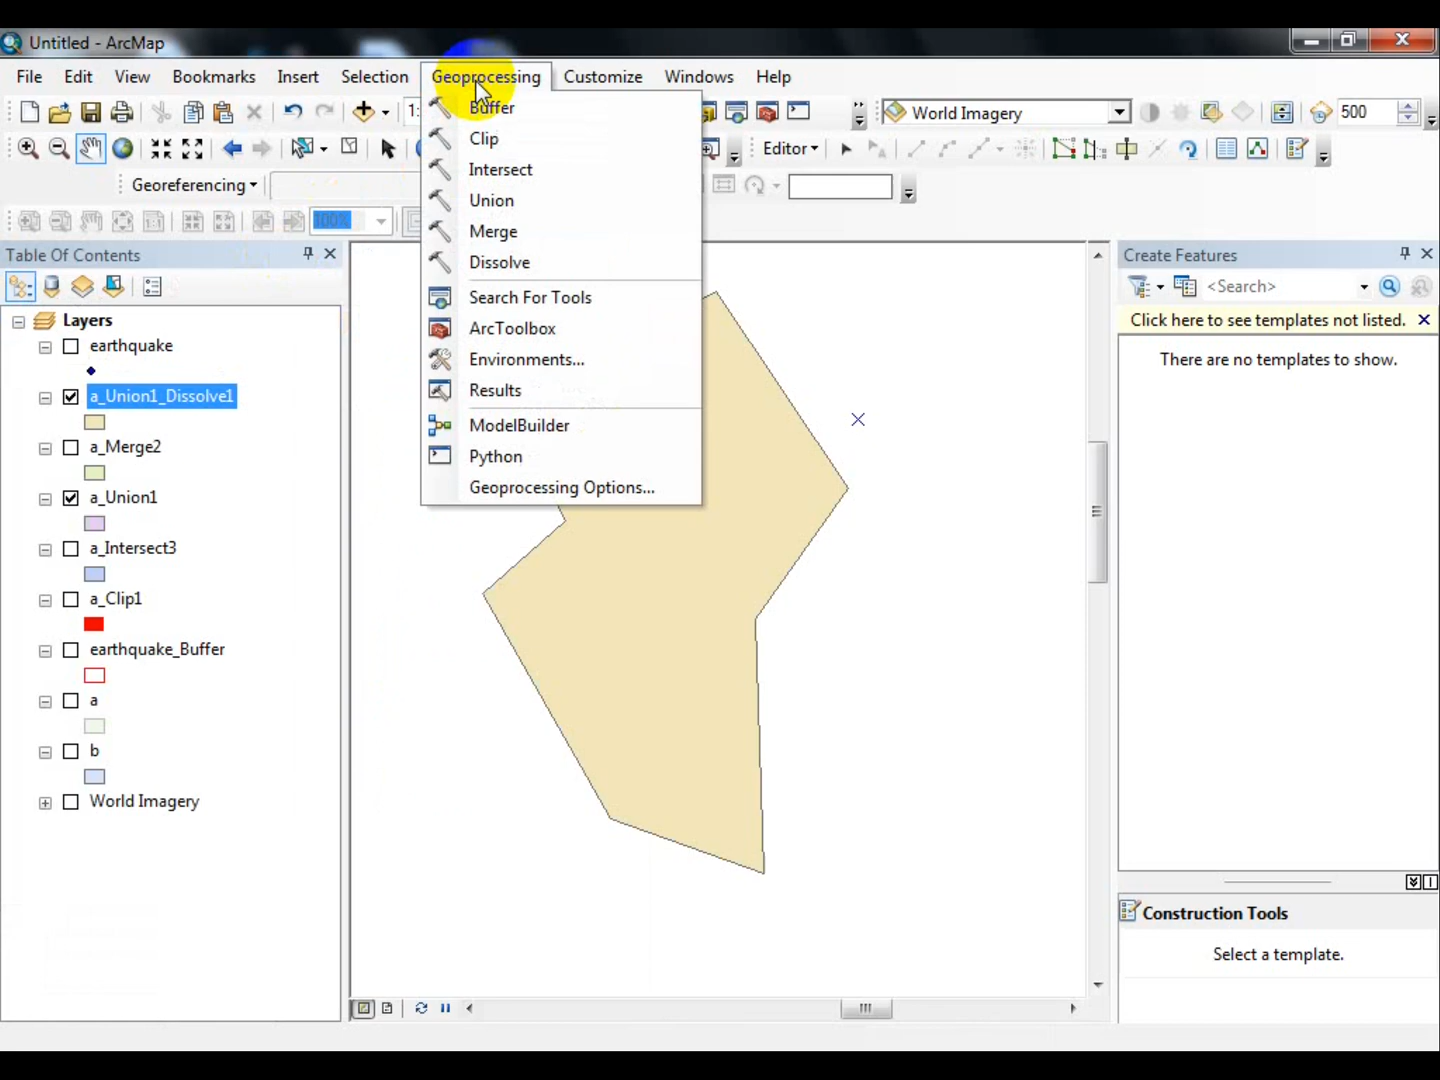 Untitled - ArcMap
File Edit View Bookmarks Insert Selection Geoprocessing Customize Windows Help
Buffer
Clip
Intersect
Union
Merge
Dissolve
Search For Tools
ArcToolbox
Environments...
Results
ModelBuilder
Python
Geoprocessing Options...
World Imagery
500
Editor
Georeferencing
100%
Table Of Contents
Layers
earthquake
a_Union1_Dissolve1
a_Merge2
a_Union1
a_Intersect3
a_Clip1
earthquake_Buffer
a
b
World Imagery
Create Features
<Search>
Click here to see templates not listed.
There are no templates to show.
Construction Tools
Select a template.